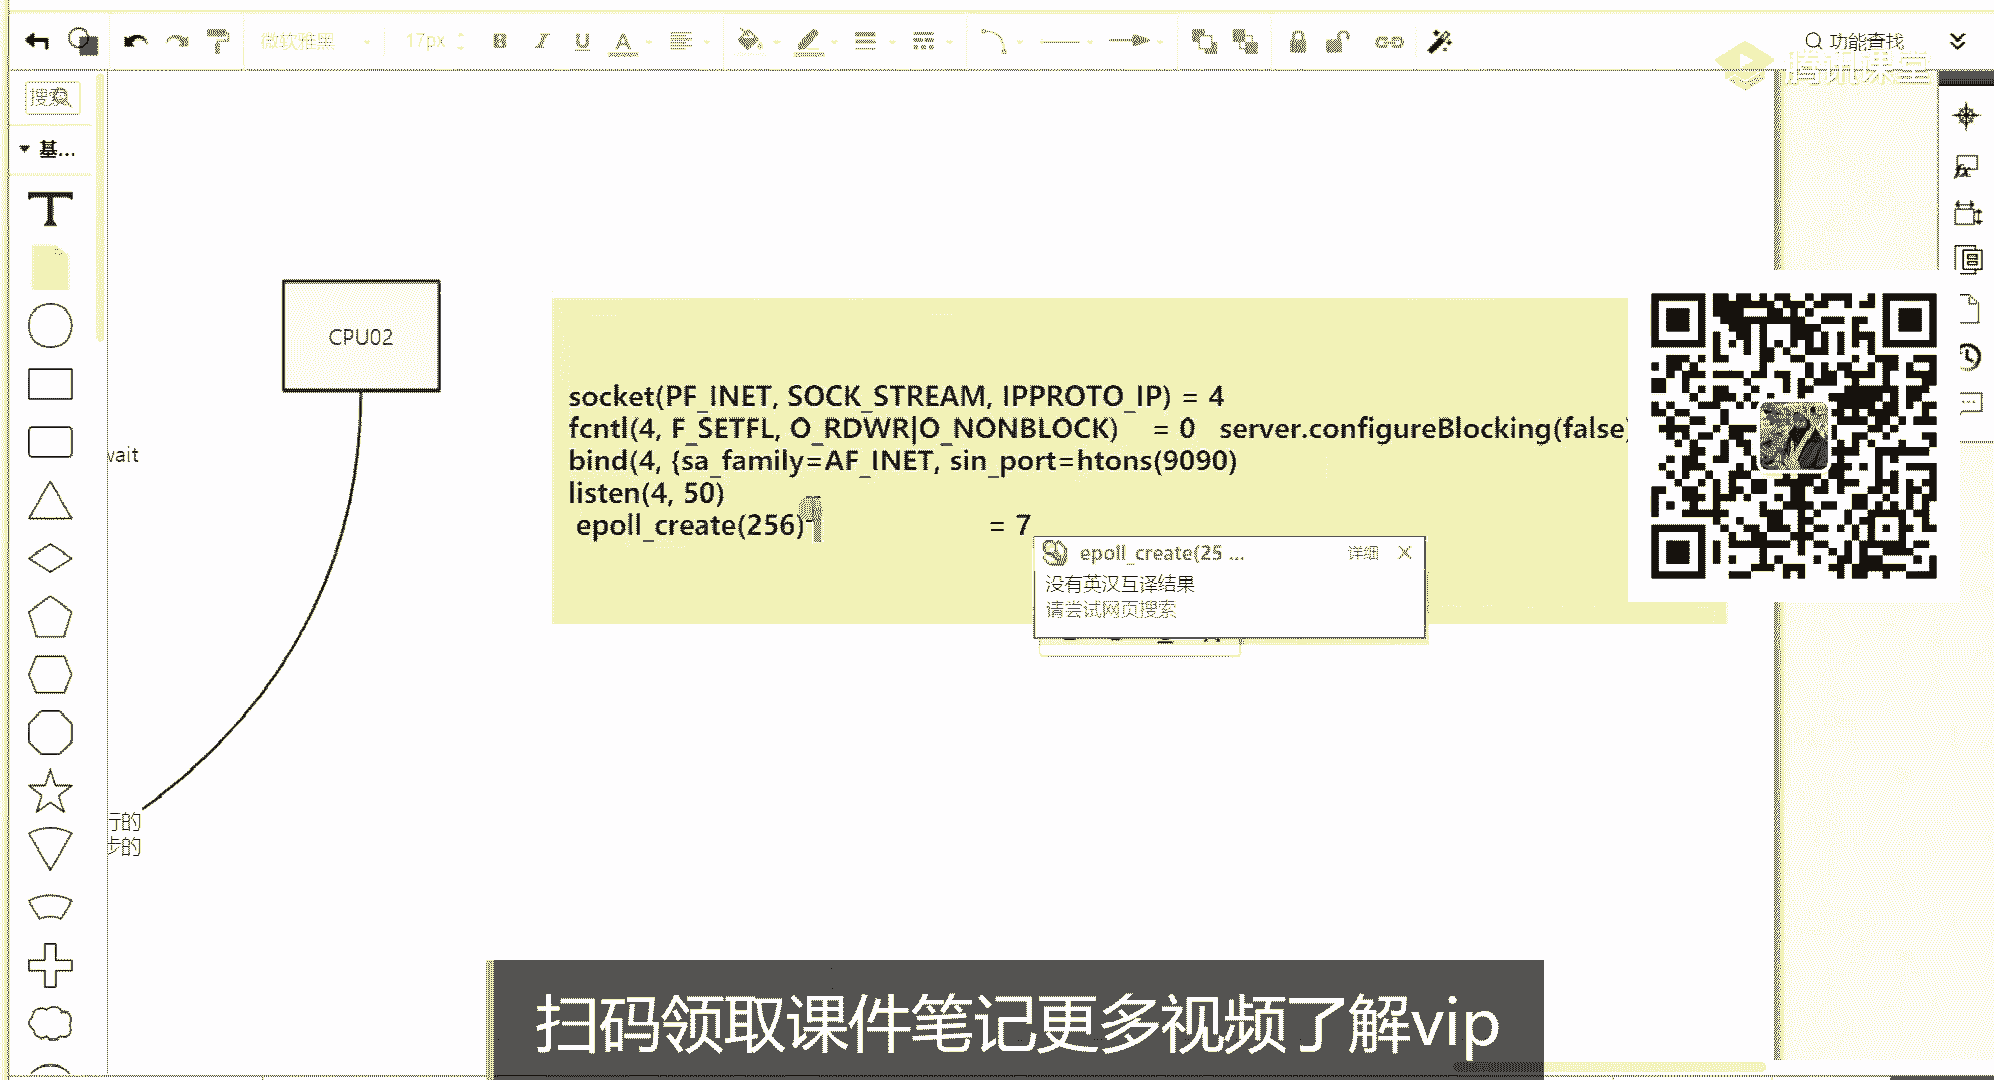 微软雅黑
17px
B
I
U
A
功能查找
腾讯课堂
搜索
基...
T
CPU02
wait
socket(PF_INET, SOCK_STREAM, IPPROTO_IP) = 4
fcntl(4, F_SETFL, O_RDWR|O_NONBLOCK) = 0 server.configureBlocking(false)
bind(4, {sa_family=AF_INET, sin_port=htons(9090)
listen(4, 50)
epoll_create(256) = 7
epoll_create(25 ...
详细
没有英汉互译结果
请尝试网页搜索
行的
步的
扫码领取课件笔记更多视频了解vip